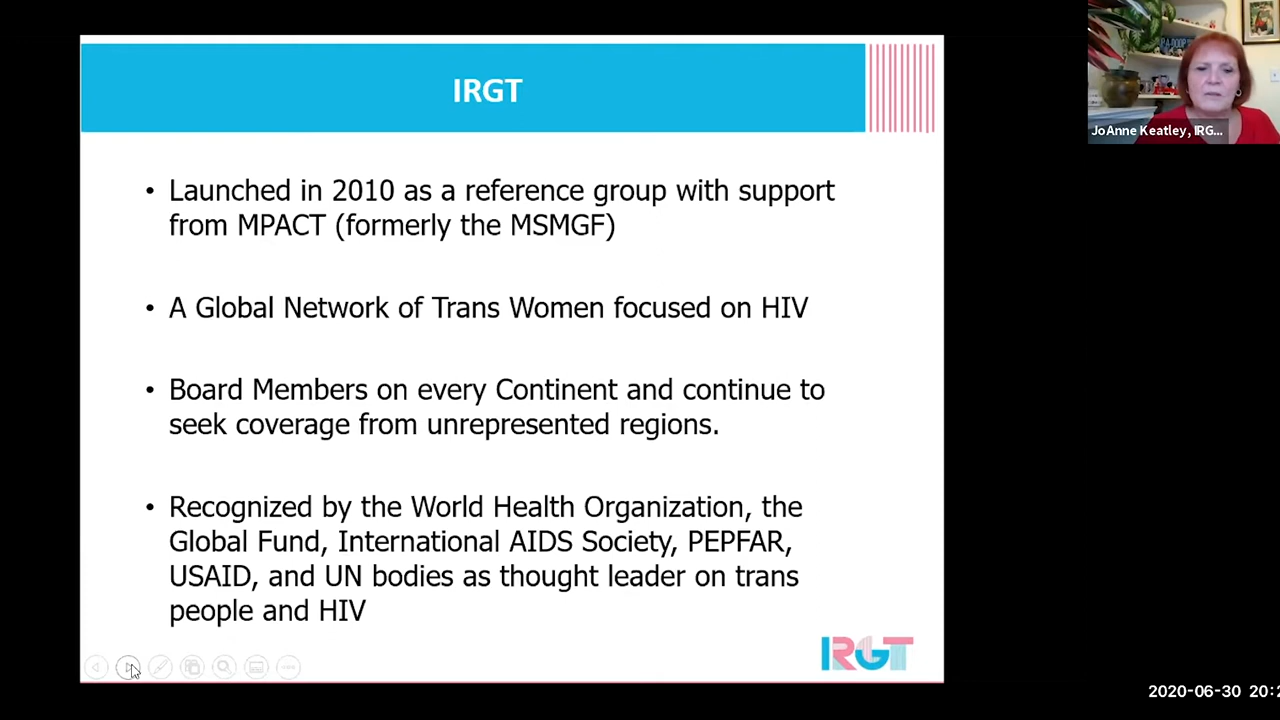 IRGT
JoAnne Keatley, IRG...
• Launched in 2010 as a reference group with support
from MPACT (formerly the MSMGF)
• A Global Network of Trans Women focused on HIV
• Board Members on every Continent and continue to
seek coverage from unrepresented regions.
• Recognized by the World Health Organization, the
Global Fund, International AIDS Society, PEPFAR,
USAID, and UN bodies as thought leader on trans
people and HIV
IRGT
2020-06-30 20:2